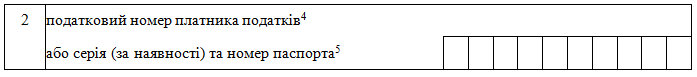 2 податковий номер платника податків⁴
або серія (за наявності) та номер паспорта⁵